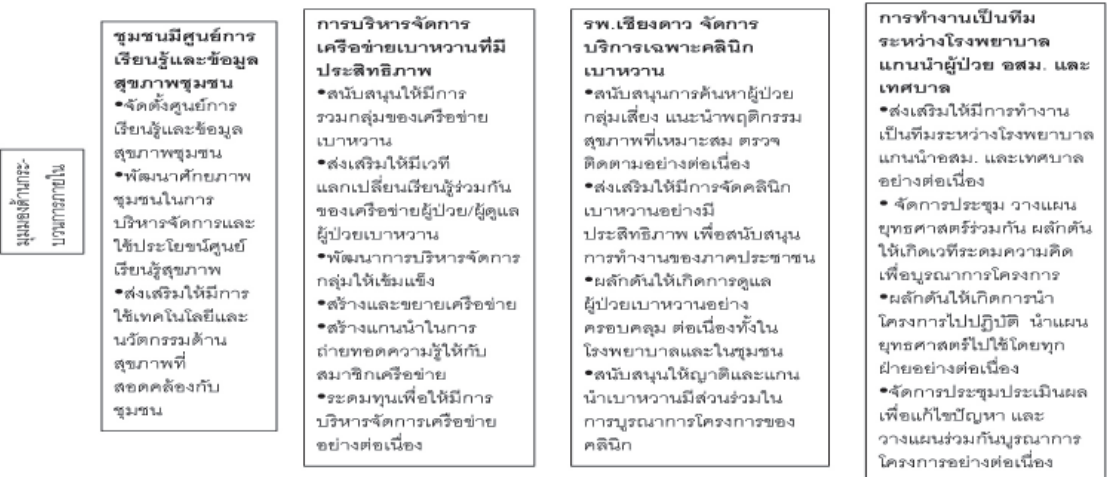 มุมมองด้านกระ-
บวนการภายใน
ชุมชนมีศูนย์การ
เรียนรู้และข้อมูล
สุขภาพชุมชน
•จัดตั้งศูนย์การ
เรียนรู้และข้อมูล
สุขภาพชุมชน
•พัฒนาศักยภาพ
ชุมชนในการ
บริหารจัดการและ
ใช้ประโยชน์ศูนย์
เรียนรู้สุขภาพ
•ส่งเสริมให้มีการ
ใช้เทคโนโลยีและ
นวัตกรรมด้าน
สุขภาพที่
สอดคล้องกับ
ชุมชน
การบริหารจัดการ
เครือข่ายเบาหวานที่มี
ประสิทธิภาพ
•สนับสนุนให้มีการ
รวมกลุ่มของเครือข่าย
เบาหวาน
•ส่งเสริมให้มีเวที
แลกเปลี่ยนเรียนรู้ร่วมกัน
ของเครือข่ายผู้ป่วย/ผู้ดูแล
ผู้ป่วยเบาหวาน
•พัฒนาการบริหารจัดการ
กลุ่มให้เข้มแข็ง
•สร้างและขยายเครือข่าย
•สร้างแกนนำในการ
ถ่ายทอดความรู้ให้กับ
สมาชิกเครือข่าย
•ระดมทุนเพื่อให้มีการ
บริหารจัดการเครือข่าย
อย่างต่อเนื่อง
รพ.เชียงดาว จัดการ
บริการเฉพาะคลินิก
เบาหวาน
•สนับสนุนการค้นหาผู้ป่วย
กลุ่มเสี่ยง แนะนำพฤติกรรม
สุขภาพที่เหมาะสม ตรวจ
ติดตามอย่างต่อเนื่อง
•ส่งเสริมให้มีการจัดคลินิก
เบาหวานอย่างมี
ประสิทธิภาพ เพื่อสนับสนุน
การทำงานของภาคประชาชน
•ผลักดันให้เกิดการดูแล
ผู้ป่วยเบาหวานอย่าง
ครอบคลุม ต่อเนื่องทั้งใน
โรงพยาบาลและในชุมชน
•สนับสนุนให้ญาติและแกน
นำเบาหวานมีส่วนร่วมใน
การบูรณาการโครงการของ
คลินิก
การทำงานเป็นทีม
ระหว่างโรงพยาบาล
แกนนำผู้ป่วย อสม. และ
เทศบาล
•ส่งเสริมให้มีการทำงาน
เป็นทีมระหว่างโรงพยาบาล
แกนนำอสม. และเทศบาล
อย่างต่อเนื่อง
• จัดการประชุม วางแผน
ยุทธศาสตร์ร่วมกัน ผลักดัน
ให้เกิดเวทีระดมความคิด
เพื่อบูรณาการโครงการ
•ผลักดันให้เกิดการนำ
โครงการไปปฏิบัติ นำแผน
ยุทธศาสตร์ไปใช้โดยทุก
ฝ่ายอย่างต่อเนื่อง
•จัดการประชุมประเมินผล
เพื่อแก้ไขปัญหา และ
วางแผนร่วมกันบูรณาการ
โครงการอย่างต่อเนื่อง